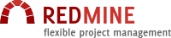 REDMINE
flexible project management